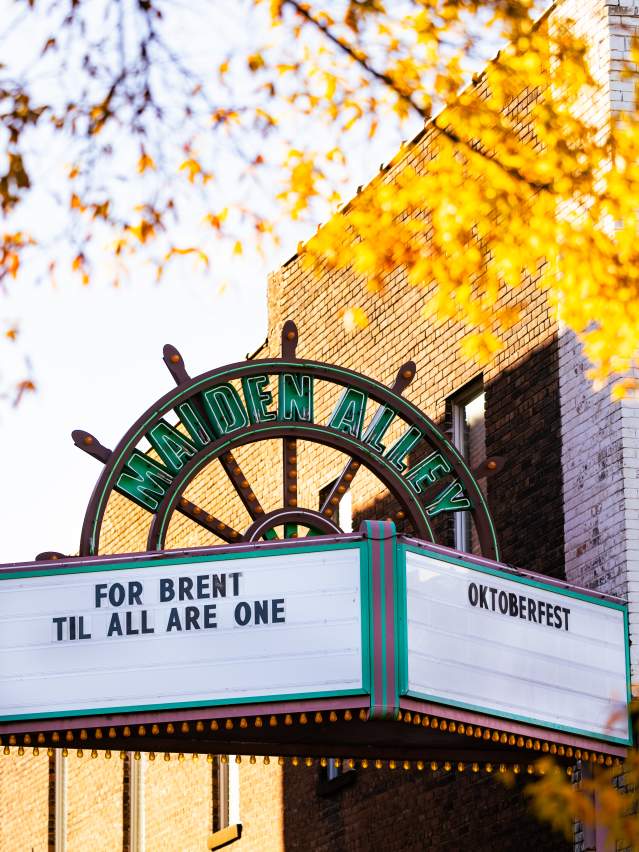 MAIDEN ALLEY
FOR BRENT
TIL ALL ARE ONE
OKTOBERFEST